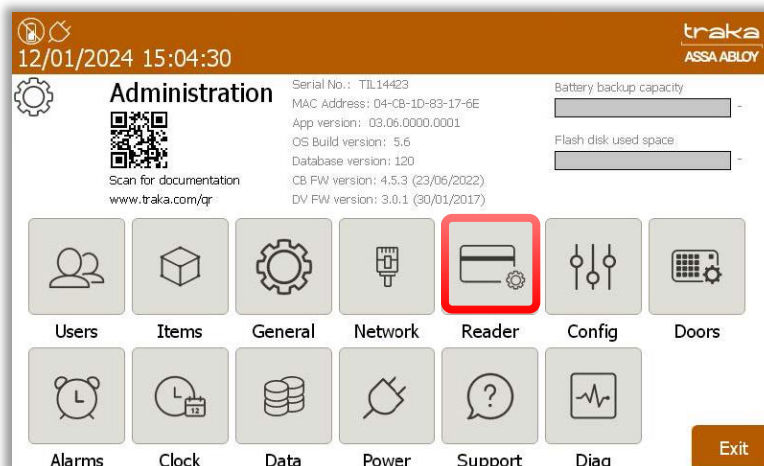 traka
12/01/2024 15:04:30
ASSA ABLOY
Administration
Scan for documentation
www.traka.com/qr
Serial No.: TIL14423
MAC Address: 04-CB-1D-83-17-6E
App version: 03.06.0000.0001
OS Build version: 5.6
Database version: 120
CB FW version: 4.5.3 (23/06/2022)
DV FW version: 3.0.1 (30/01/2017)
Battery backup capacity
-
Flash disk used space
-
Users Items General Network Reader Config Doors
12
?
Alarms Clock Data Power Support Diag
Exit